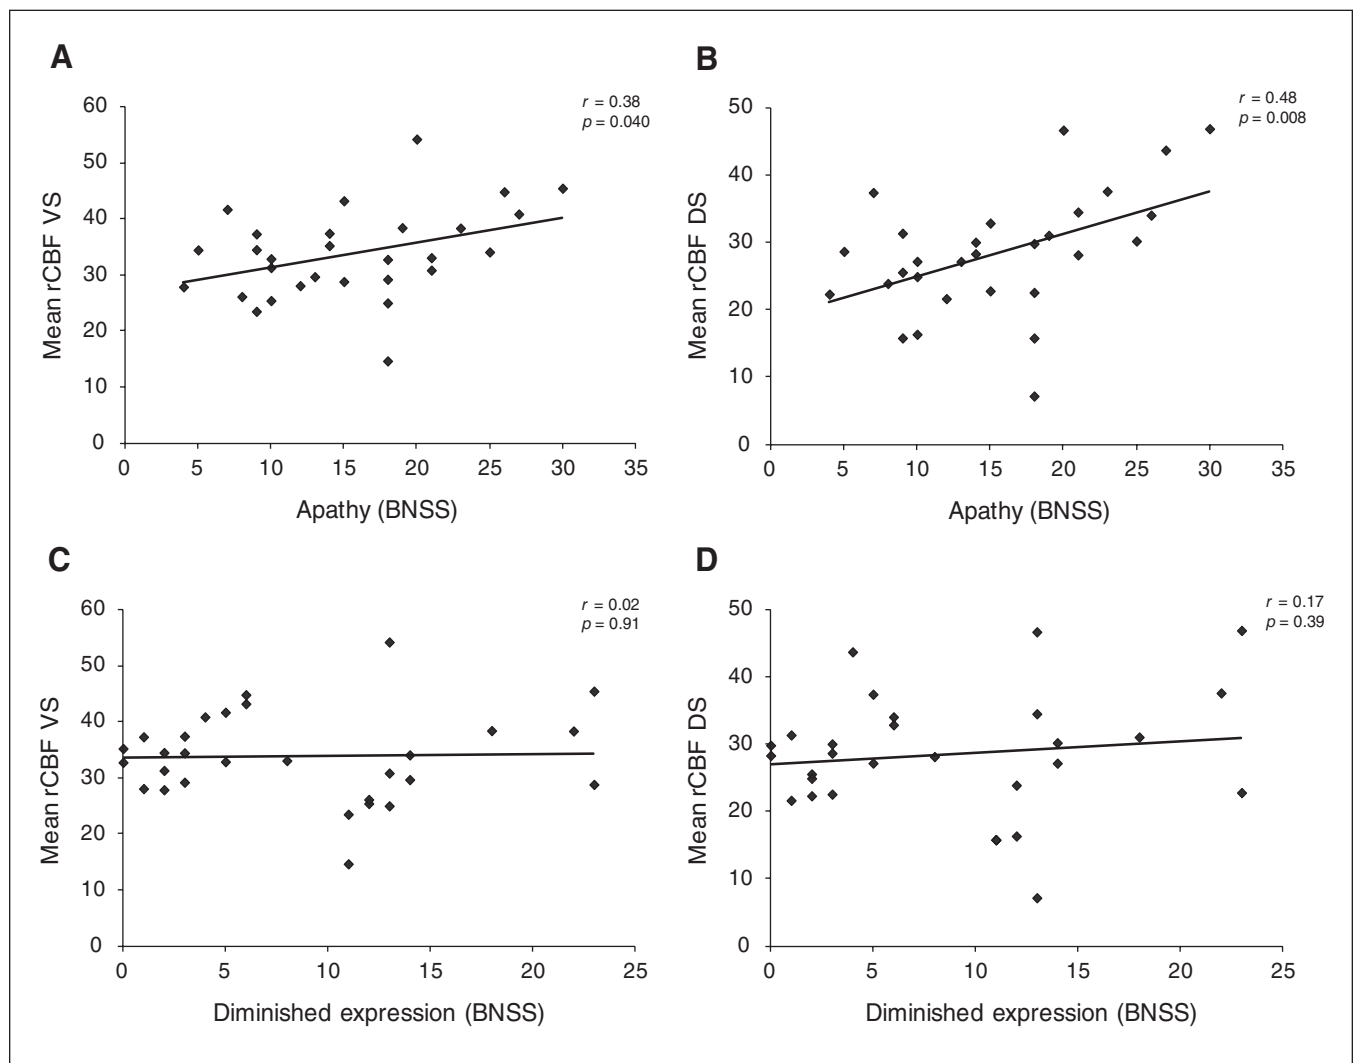 A
r = 0.38
p = 0.040
60
50
40
30
20
10
0
Mean rCBF VS
0 5 10 15 20 25 30 35
Apathy (BNSS)
B
r = 0.48
p = 0.008
50
40
30
20
10
0
Mean rCBF DS
0 5 10 15 20 25 30 35
Apathy (BNSS)
C
r = 0.02
p = 0.91
60
50
40
30
20
10
0
Mean rCBF VS
0 5 10 15 20 25
Diminished expression (BNSS)
D
r = 0.17
p = 0.39
50
40
30
20
10
0
Mean rCBF DS
0 5 10 15 20 25
Diminished expression (BNSS)